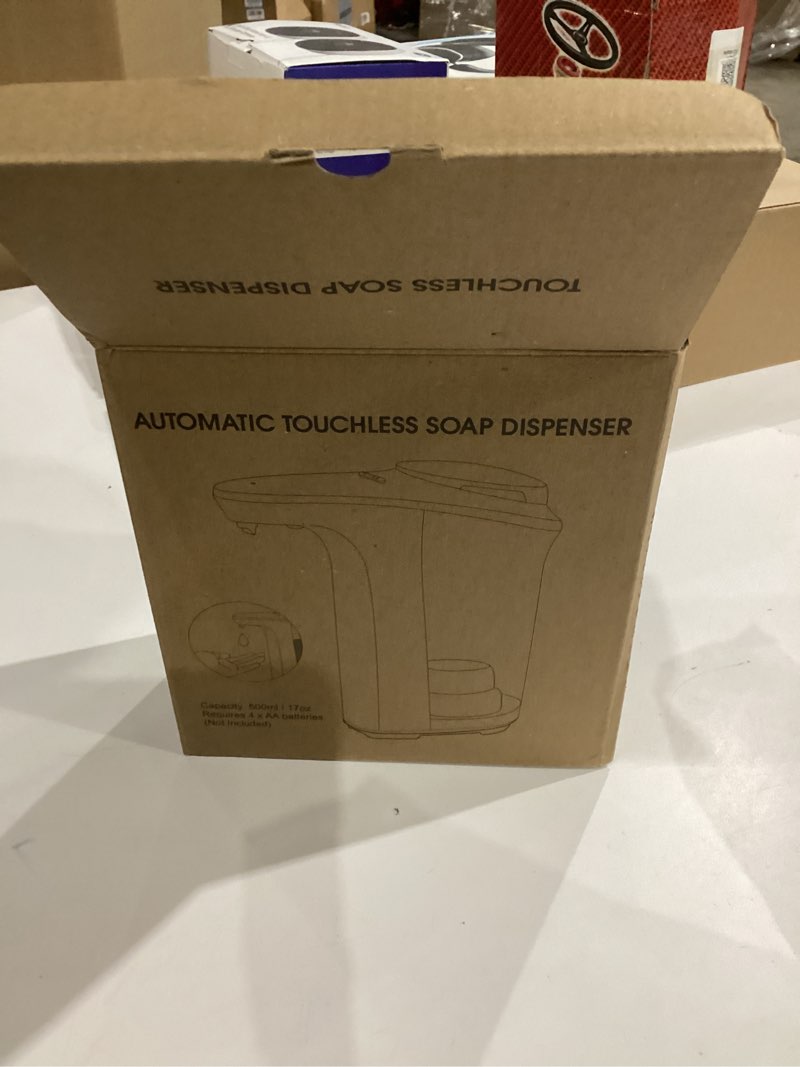 TOUCHLESS SOAP DISPENSER
AUTOMATIC TOUCHLESS SOAP DISPENSER
Capacity 500ml | 17oz
Requires 4 x AA batteries
(Not Included)